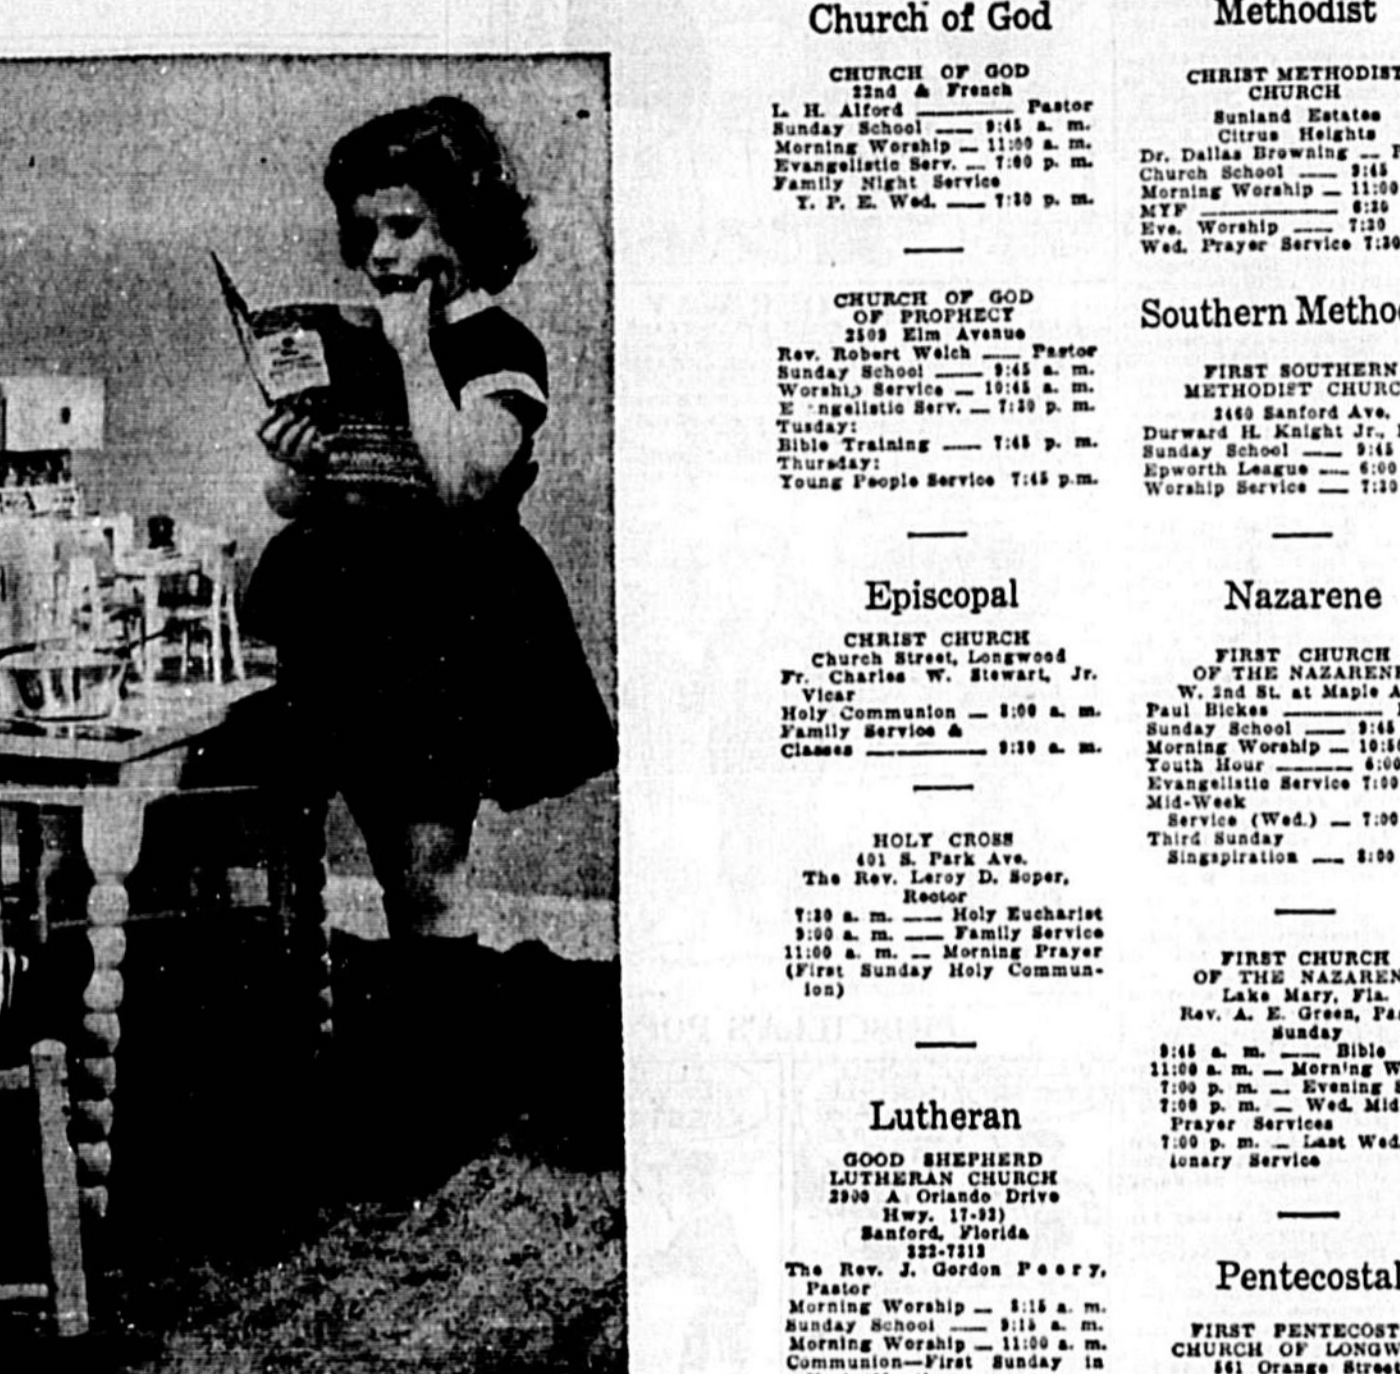 Church of God
CHURCH OF GOD
22nd & French
L. H. Alford Pastor
Sunday School 9:45 a. m.
Morning Worship 11:00 a. m.
Evangelistic Serv. 7:00 p. m.
Family Night Service
Y. P. E. Wed. 7:30 p. m.
CHURCH OF GOD
OF PROPHECY
2509 Elm Avenue
Rev. Robert Welch Pastor
Sunday School 9:45 a. m.
Worship Service 10:45 a. m.
Serv. 7:30 p. m.
Tusday:
Bible Training 7:45 p. m.
Thursday:
Young People Service 7:45 p.m.
Episcopal
CHRIST CHURCH
Church Street, Longwood
Fr. Charles W. Stewart, Jr.
Vicar
Holy Communion 8:00 a. m.
Family Service &
Classes 9:30 a. m.
HOLY CROSS
401 S. Park Ave.
The Rev. Leroy D. Soper,
Rector
7:30 a. m. Holy Eucharist
9:00 a. m. Family Service
11:00 a. m. Morning Prayer
(First Sunday Holy Commun-
ion)
Lutheran
GOOD SHEPHERD
LUTHERAN CHURCH
2900 A Orlando Drive
Hwy. 17-92)
Sanford, Florida
The Rev. J. Gordon Peery,
Pastor
Morning Worship 8:15 a. m.
Sunday School 9:15 a. m.
Morning Worship 11:00 a. m.
Communion—First Sunday in
Methodist
CHRIST METHODIST
CHURCH
Sunland Estates
Citrus Heights
Dr. Dallas Browning
Church School 9:45
Morning Worship 11:00
MYF 6:30
Eve. Worship 7:30
Wed. Prayer Service 7:30
Southern
FIRST SOUTHERN
METHODIST
2460 Sanford Ave.
Durward H. Knight Jr.,
Sunday School 9:45
Epworth League 6:00
Worship Service 7:30
Nazarene
FIRST CHURCH
OF THE NAZARENE
W. 2nd St. at Maple
Paul Bickes
Sunday School 9:45
Morning Worship
Youth Hour 6:00
Evangelistic Service 7:00
Mid-Week
Service (Wed.) 7:00
Third Sunday
Singspiration 8:00
FIRST CHURCH
OF THE
Lake Mary, Fla.
Rev. A. E. Green,
Sunday
9:45 a. m. Bible
11:00 a. m. Morning
7:00 p. m. Evening
7:00 p. m. Wed. Mid
Prayer Services
7:00 p. m. Last Wed.
ionary Service
Pentecostal
FIRST
CHURCH OF
561 Orange Street